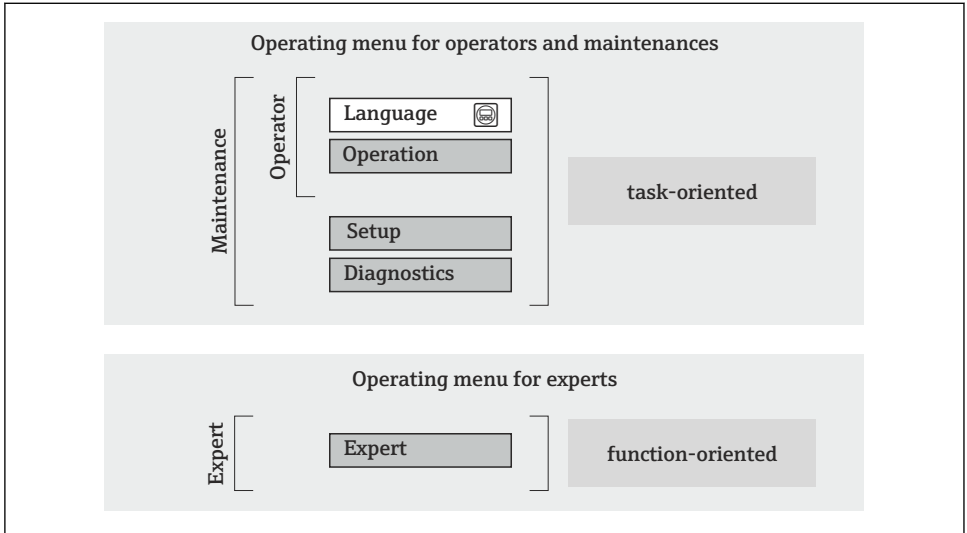 Operating menu for operators and maintenances
Maintenance
Operator
Language
Operation
Setup
Diagnostics
task-oriented
Operating menu for experts
Expert
Expert
function-oriented